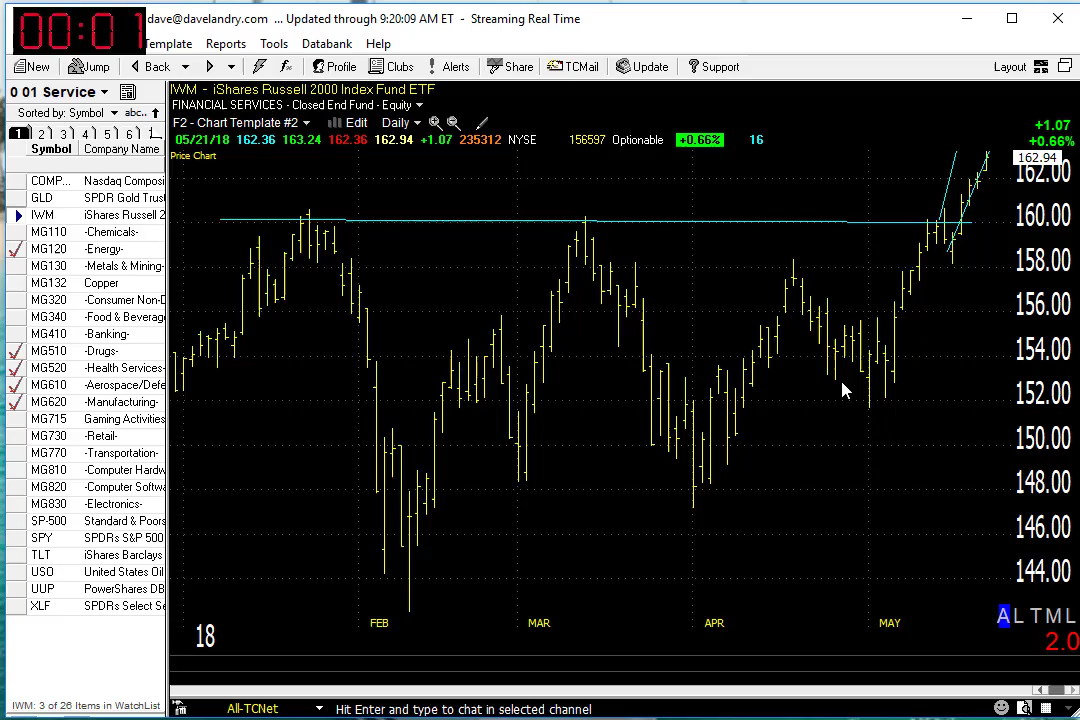 00:01
dave@davelandry.com ... Updated through 9:20:09 AM ET - Streaming Real Time
Template Reports Tools Databank Help
New Jump Back Profile Clubs Alerts Share TCMail Update Support Layout
0 01 Service
Sorted by: Symbol abc..
1 2 3 4 5 6 1
Symbol Company Name
COMP... Nasdaq Composi
GLD SPDR Gold Trus
IWM iShares Russell 2
MG110 -Chemicals-
MG120 -Energy-
MG130 -Metals & Mining-
MG132 Copper
MG320 -Consumer Non-D
MG340 -Food & Beverag
MG410 -Banking-
MG510 -Drugs-
MG520 -Health Services-
MG610 -Aerospace/Defe
MG620 -Manufacturing-
MG715 Gaming Activities
MG730 -Retail-
MG770 -Transportation-
MG810 -Computer Hardw
MG820 -Computer Softwa
MG830 -Electronics-
SP-500 Standard & Poors
SPY SPDRs S&P 500
TLT iShares Barclays
USO United States Oil
UUP PowerShares DB
XLF SPDRs Select Se
IWM: 3 of 26 Items in WatchList
IWM - iShares Russell 2000 Index Fund ETF
FINANCIAL SERVICES - Closed End Fund - Equity
F2 - Chart Template #2 Edit Daily
05/21/18 162.36 163.24 162.36 162.94 +1.07 235312 NYSE 156597 Optionable +0.66% 16
Price Chart
+1.07
+0.66%
162.94
162.00
160.00
158.00
156.00
154.00
152.00
150.00
148.00
146.00
144.00
A L T M L
2.0
18 FEB MAR APR MAY
All-TCNet Hit Enter and type to chat in selected channel